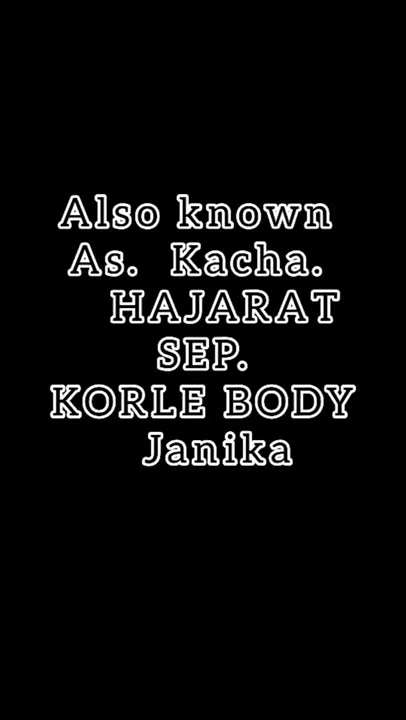 Also known
As. Kacha.
HAJARAT
SEP.
KORLE BODY
Janika